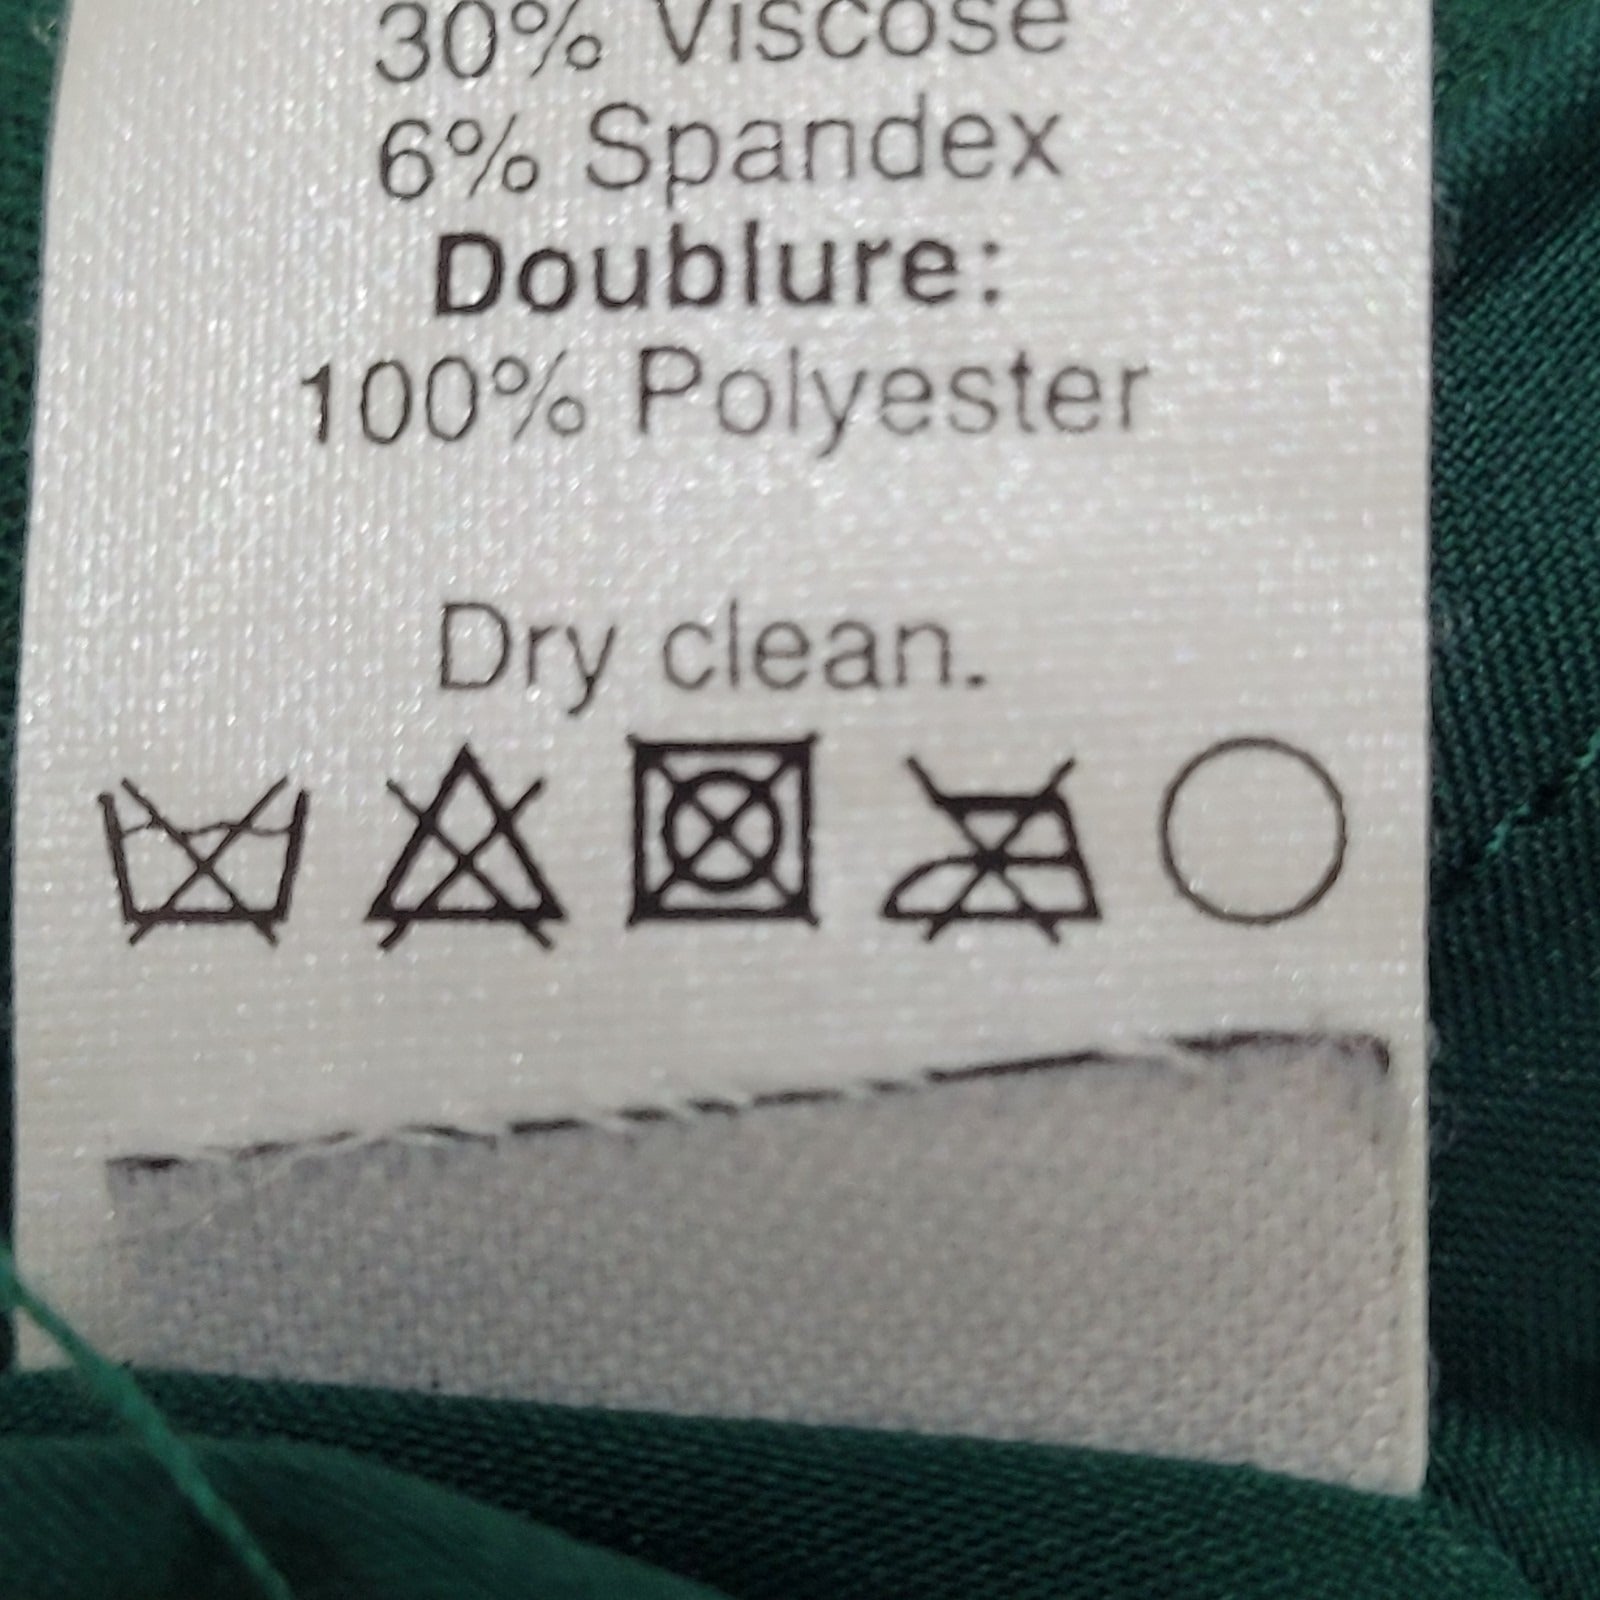 30% Viscose
6% Spandex
Doublure:
100% Polyester
Dry clean.